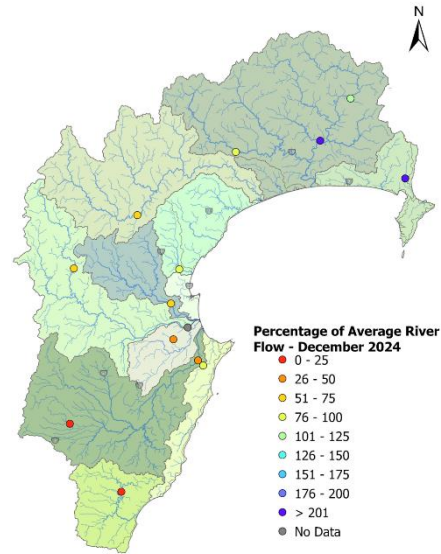 N
Percentage of Average River
Flow - December 2024
0 - 25
26 - 50
51 - 75
76 - 100
101 - 125
126 - 150
151 - 175
176 - 200
> 201
No Data